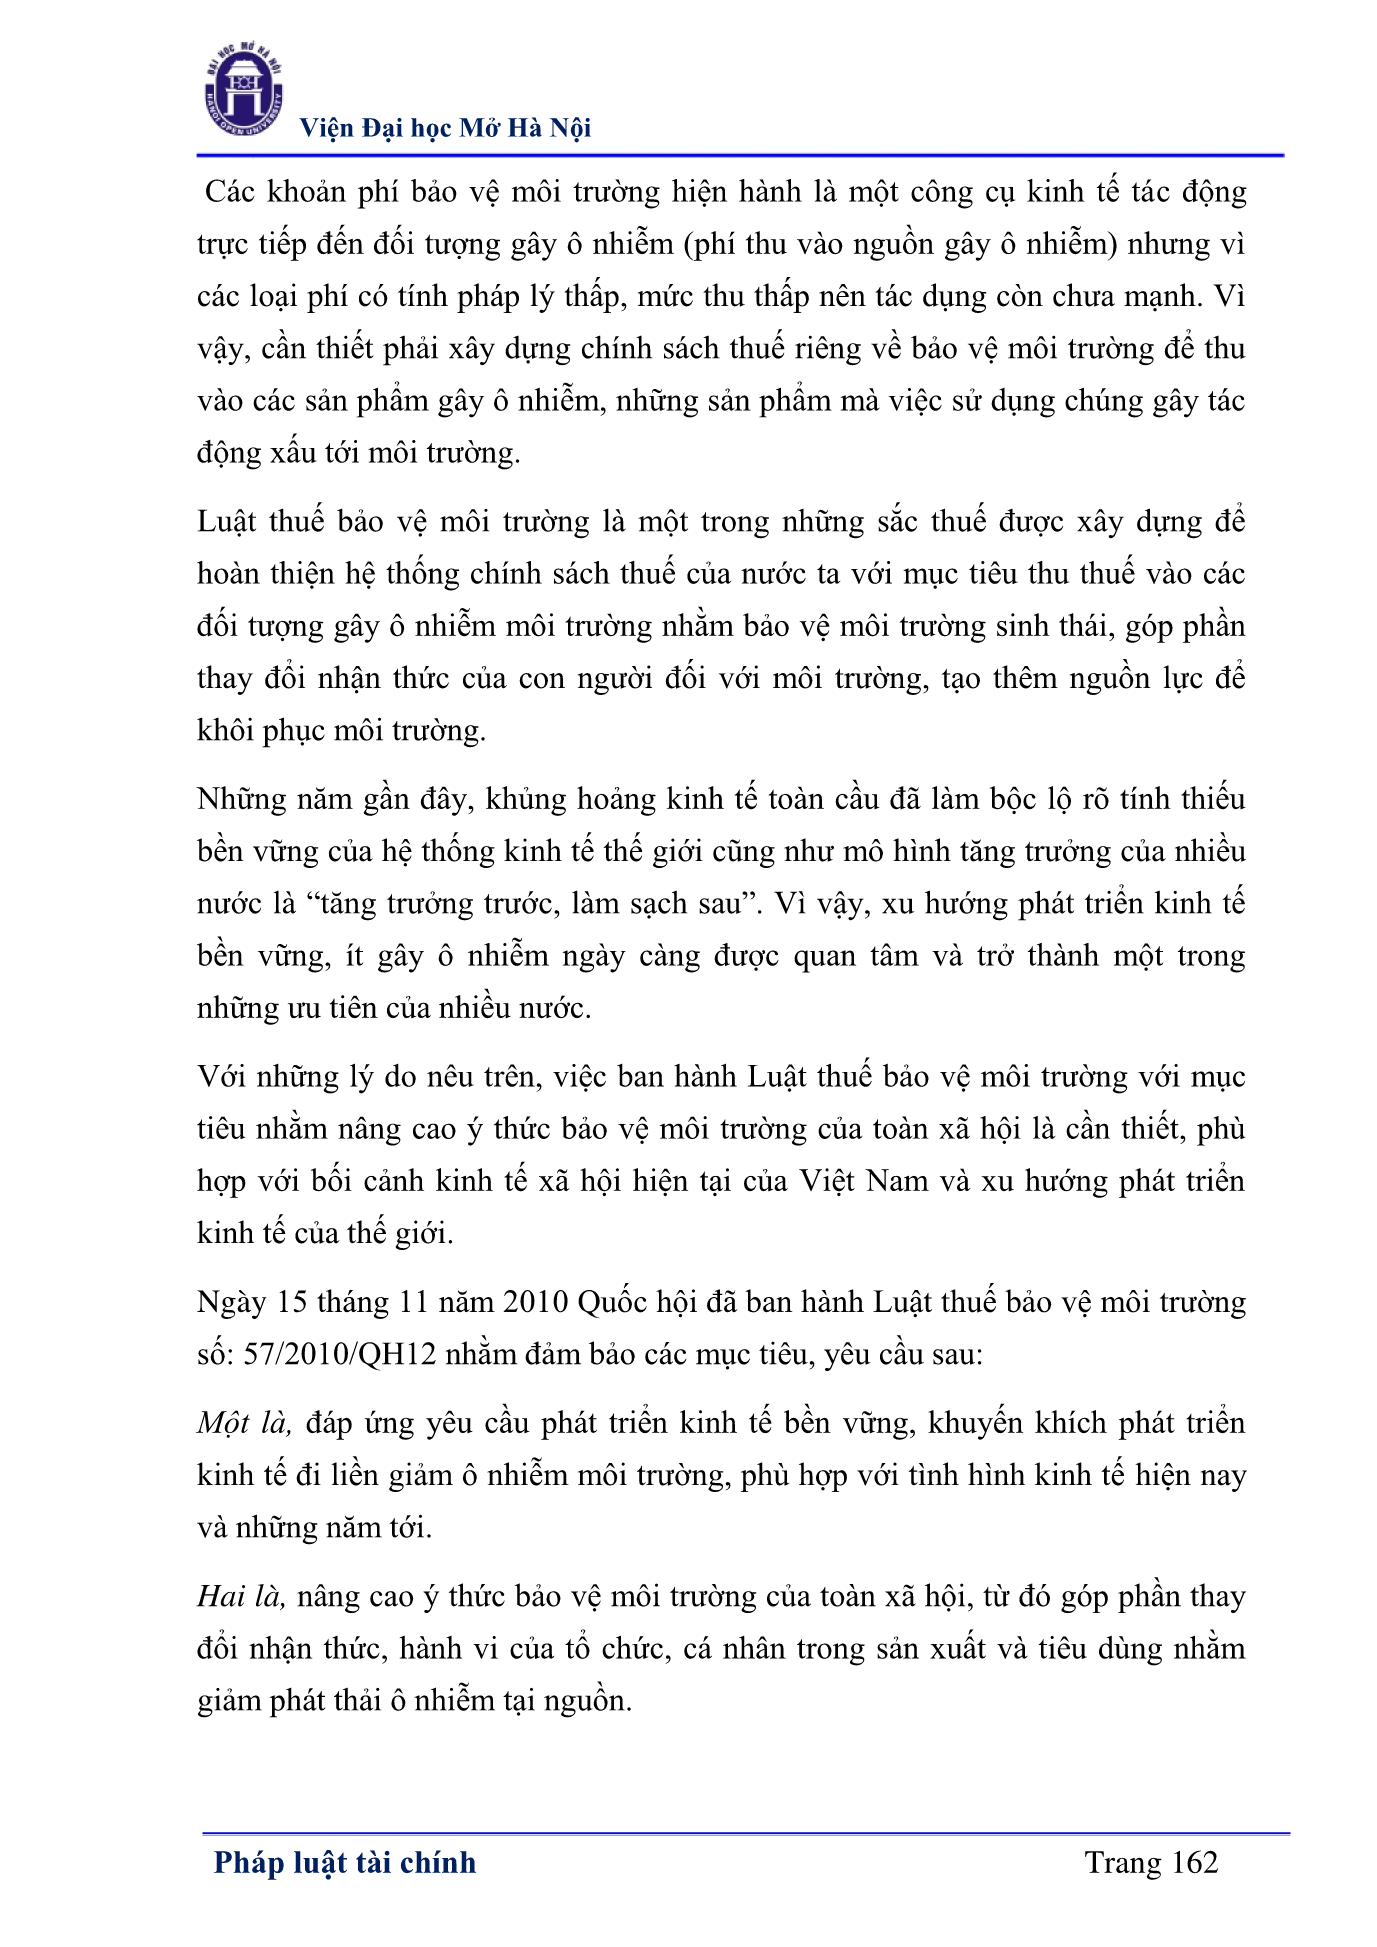 ĐẠI HỌC MỞ HÀ NỘI
HANOI OPEN UNIVERSITY
Viện Đại học Mở Hà Nội
Các khoản phí bảo vệ môi trường hiện hành là một công cụ kinh tế tác động
trực tiếp đến đối tượng gây ô nhiễm (phí thu vào nguồn gây ô nhiễm) nhưng vì
các loại phí có tính pháp lý thấp, mức thu thấp nên tác dụng còn chưa mạnh. Vì
vậy, cần thiết phải xây dựng chính sách thuế riêng về bảo vệ môi trường để thu
vào các sản phẩm gây ô nhiễm, những sản phẩm mà việc sử dụng chúng gây tác
động xấu tới môi trường.
Luật thuế bảo vệ môi trường là một trong những sắc thuế được xây dựng để
hoàn thiện hệ thống chính sách thuế của nước ta với mục tiêu thu thuế vào các
đối tượng gây ô nhiễm môi trường nhằm bảo vệ môi trường sinh thái, góp phần
thay đổi nhận thức của con người đối với môi trường, tạo thêm nguồn lực để
khôi phục môi trường.
Những năm gần đây, khủng hoảng kinh tế toàn cầu đã làm bộc lộ rõ tính thiếu
bền vững của hệ thống kinh tế thế giới cũng như mô hình tăng trưởng của nhiều
nước là “tăng trưởng trước, làm sạch sau”. Vì vậy, xu hướng phát triển kinh tế
bền vững, ít gây ô nhiễm ngày càng được quan tâm và trở thành một trong
những ưu tiên của nhiều nước.
Với những lý do nêu trên, việc ban hành Luật thuế bảo vệ môi trường với mục
tiêu nhằm nâng cao ý thức bảo vệ môi trường của toàn xã hội là cần thiết, phù
hợp với bối cảnh kinh tế xã hội hiện tại của Việt Nam và xu hướng phát triển
kinh tế của thế giới.
Ngày 15 tháng 11 năm 2010 Quốc hội đã ban hành Luật thuế bảo vệ môi trường
số: 57/2010/QH12 nhằm đảm bảo các mục tiêu, yêu cầu sau:
Một là, đáp ứng yêu cầu phát triển kinh tế bền vững, khuyến khích phát triển
kinh tế đi liền giảm ô nhiễm môi trường, phù hợp với tình hình kinh tế hiện nay
và những năm tới.
Hai là, nâng cao ý thức bảo vệ môi trường của toàn xã hội, từ đó góp phần thay
đổi nhận thức, hành vi của tổ chức, cá nhân trong sản xuất và tiêu dùng nhằm
giảm phát thải ô nhiễm tại nguồn.
Pháp luật tài chính
Trang 162